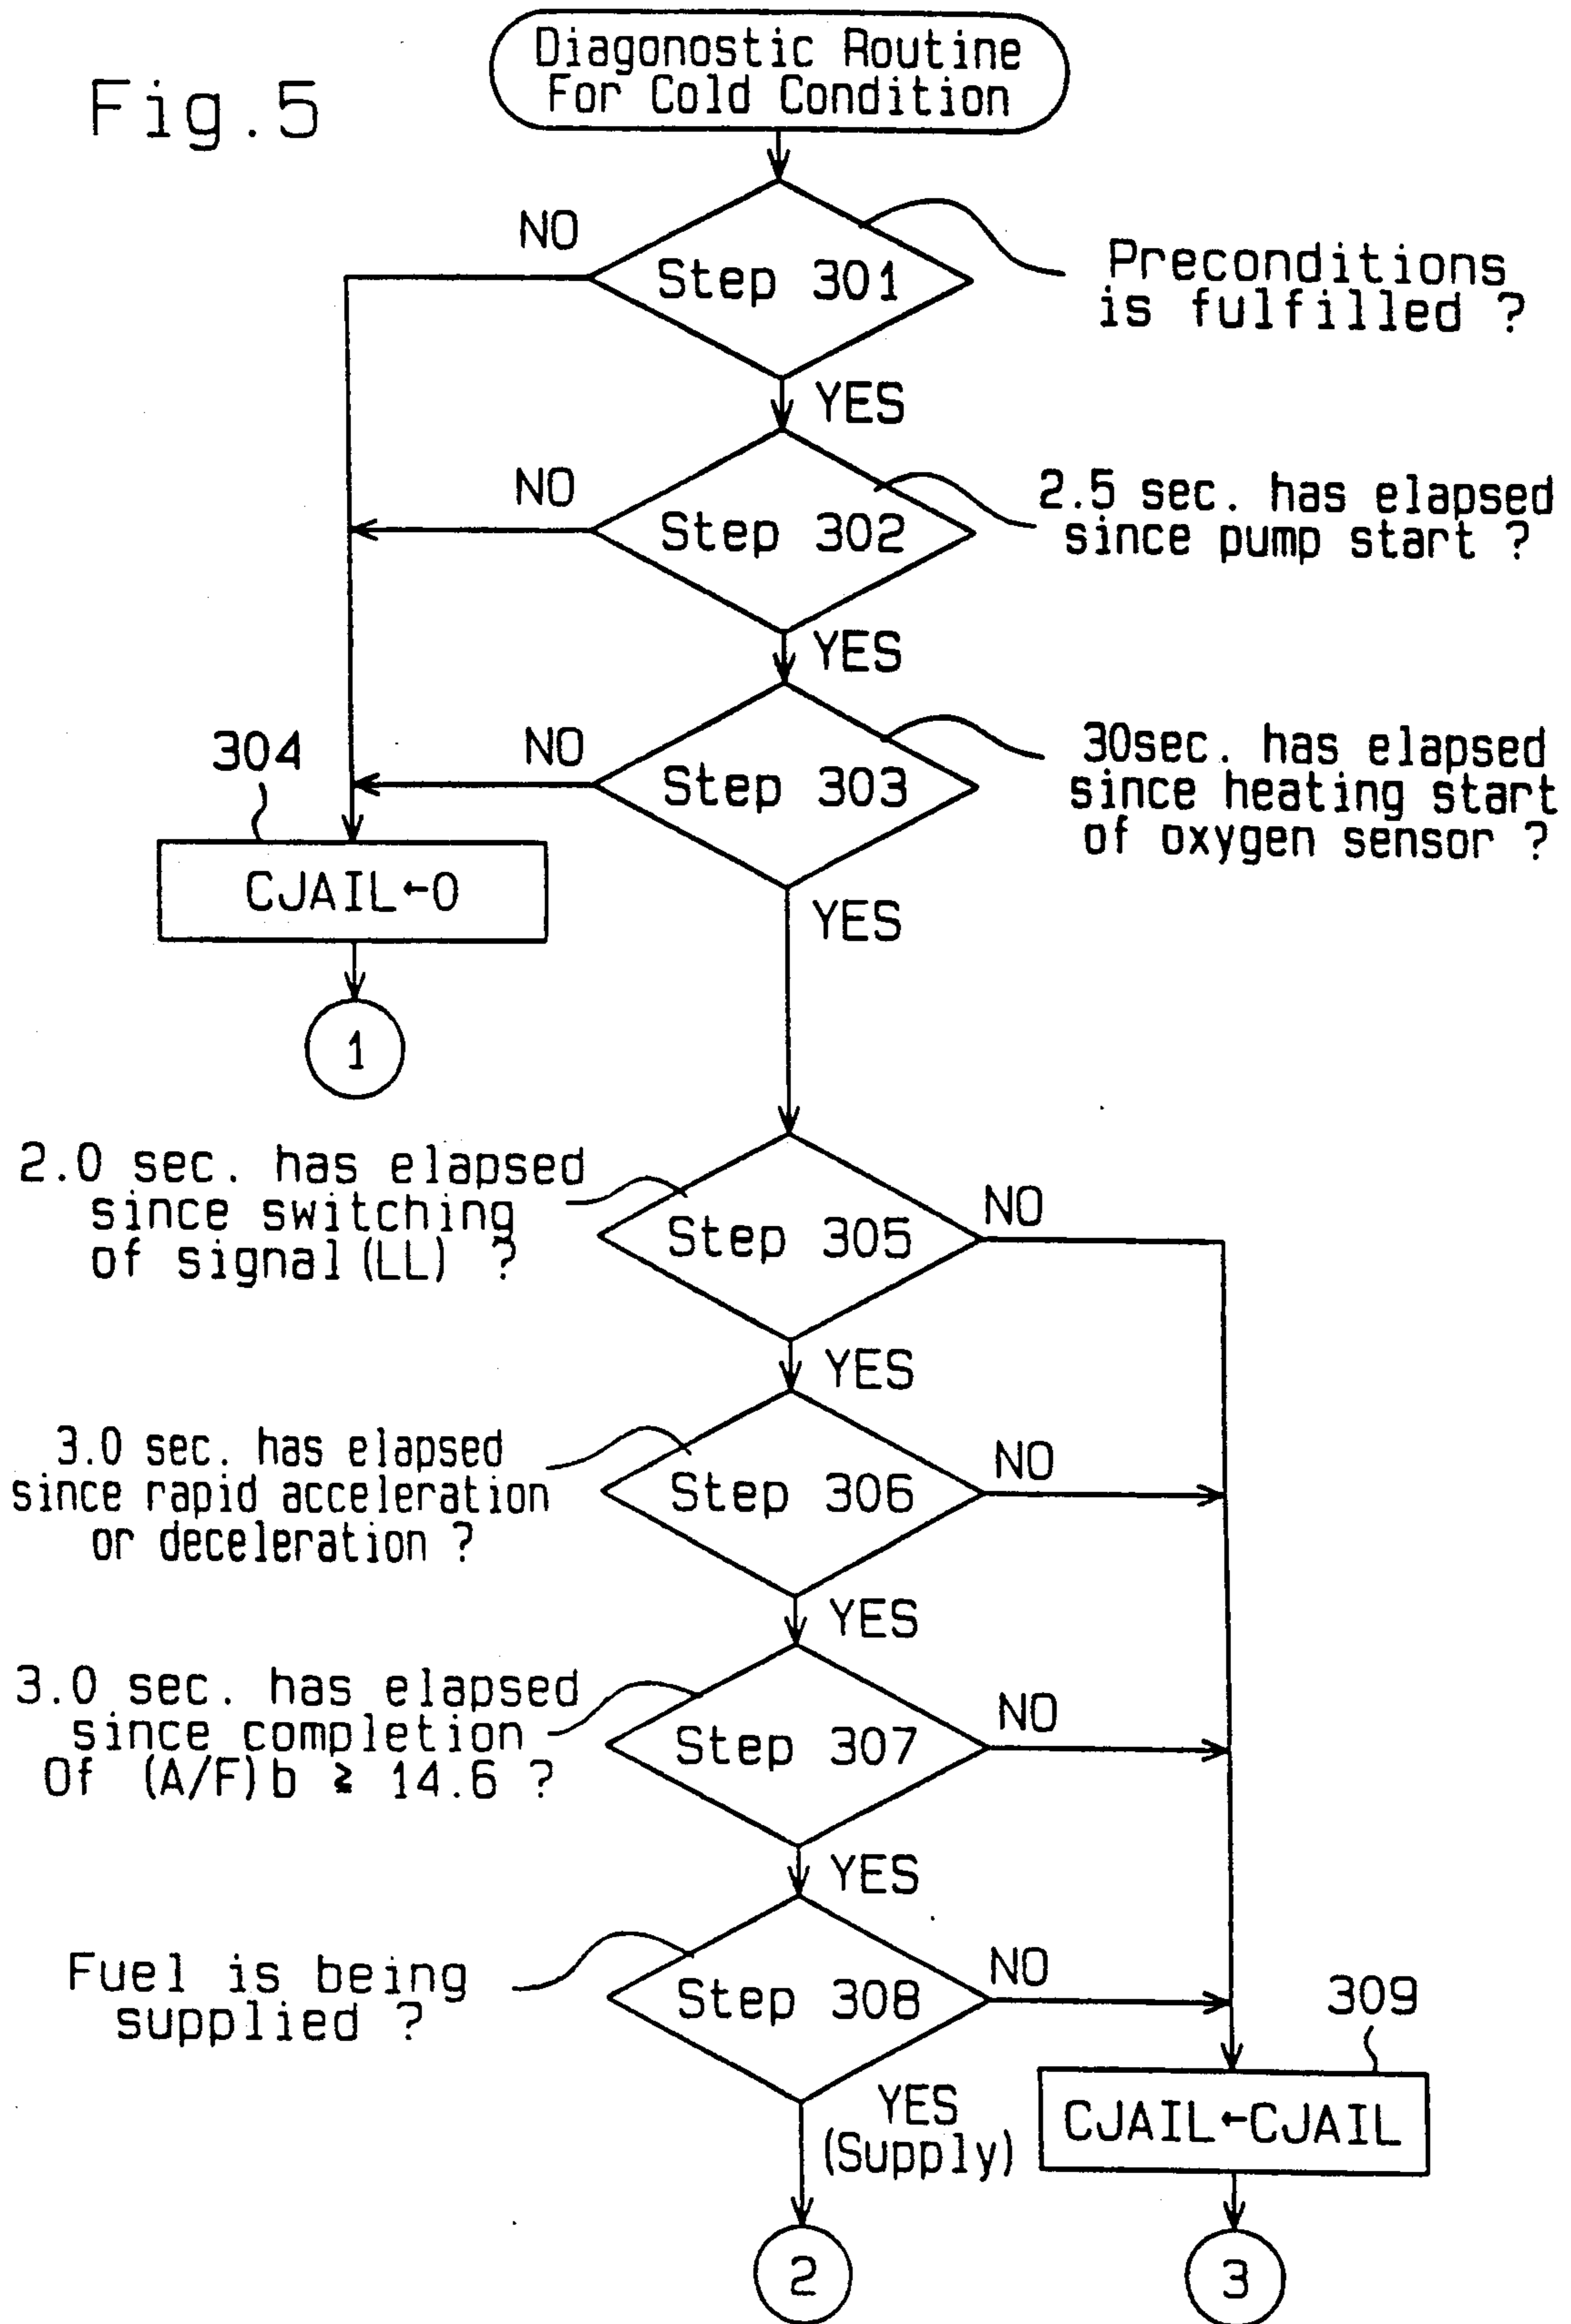 Fig.5
Diagonostic Routine
For Cold Condition
NO
Step 301
Preconditions
is fulfilled ?
YES
NO
Step 302
2.5 sec. has elapsed
since pump start ?
YES
304
NO
Step 303
30sec. has elapsed
since heating start
of oxygen sensor ?
CJAIL←0
YES
1
2.0 sec. has elapsed
since switching
of signal(LL) ?
Step 305
NO
YES
3.0 sec. has elapsed
since rapid acceleration
or deceleration ?
Step 306
NO
YES
3.0 sec. has elapsed
since completion
Of (A/F)b ≥ 14.6 ?
Step 307
NO
YES
Fuel is being
supplied ?
Step 308
NO
309
YES
(Supply)
CJAIL←CJAIL
2
3